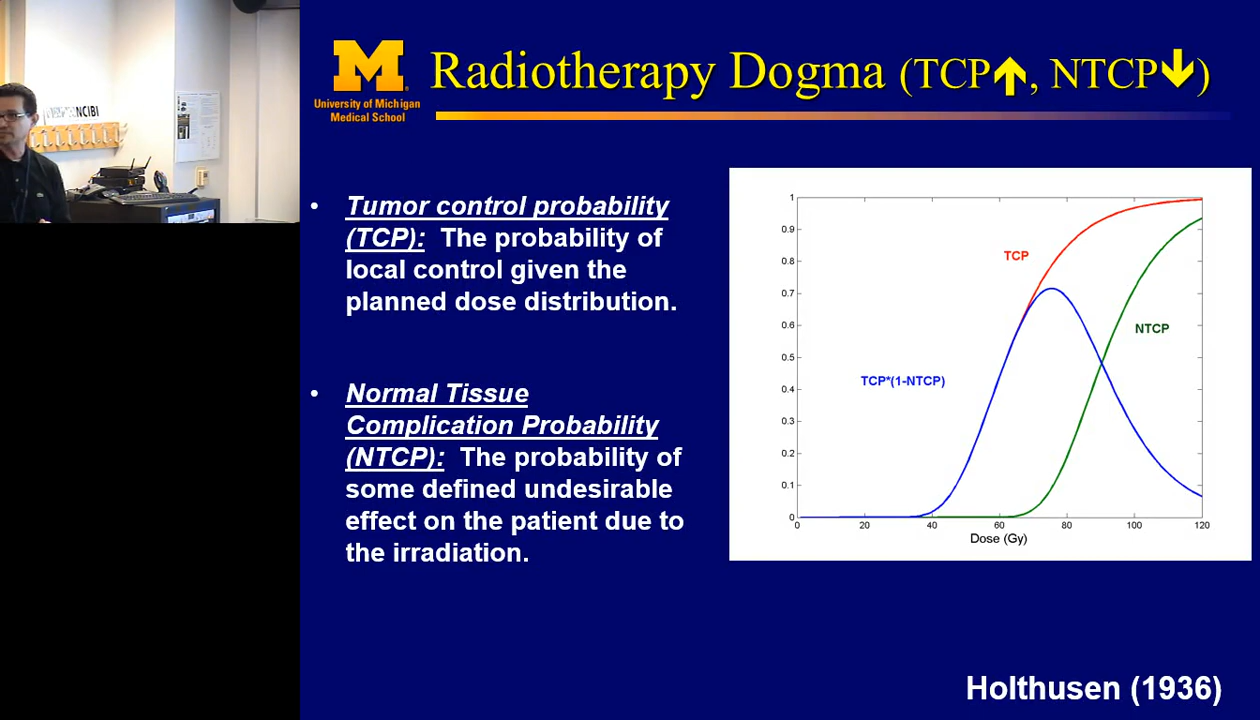 NCIBI
M
University of Michigan
Medical School
Radiotherapy Dogma (TCP↑, NTCP↓)
• Tumor control probability
(TCP): The probability of
local control given the
planned dose distribution.
• Normal Tissue
Complication Probability
(NTCP): The probability of
some defined undesirable
effect on the patient due to
the irradiation.
1
0.9
0.8
0.7
0.6
0.5
0.4
0.3
0.2
0.1
0
TCP
NTCP
TCP*(1-NTCP)
0 20 40 60 80 100 120
Dose (Gy)
Holthusen (1936)